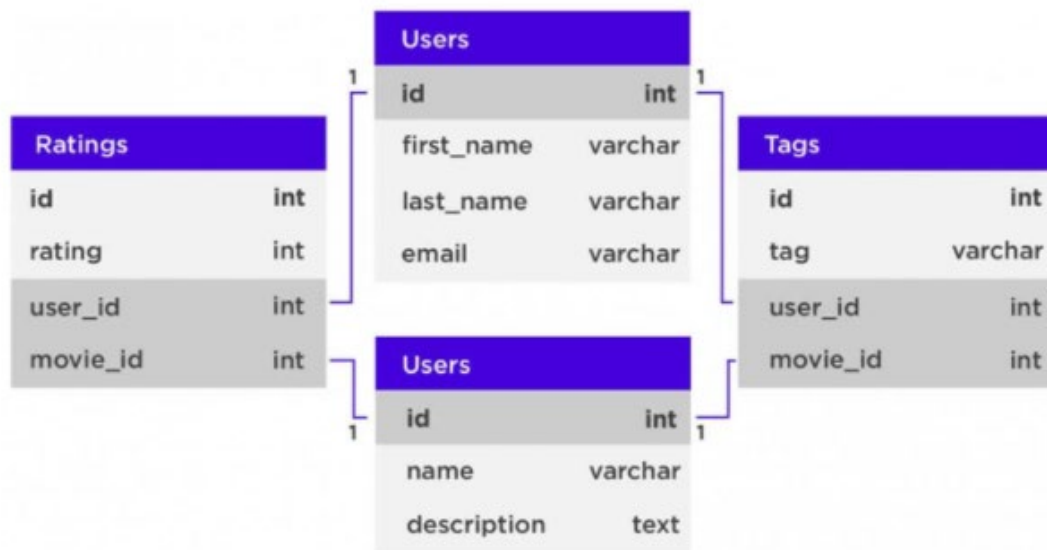 Users
1
1
id int
first_name varchar
last_name varchar
email varchar
Ratings
id int
rating int
user_id int
movie_id int
Tags
id int
tag varchar
user_id int
movie_id int
Users
id int
1
1
name varchar
description text